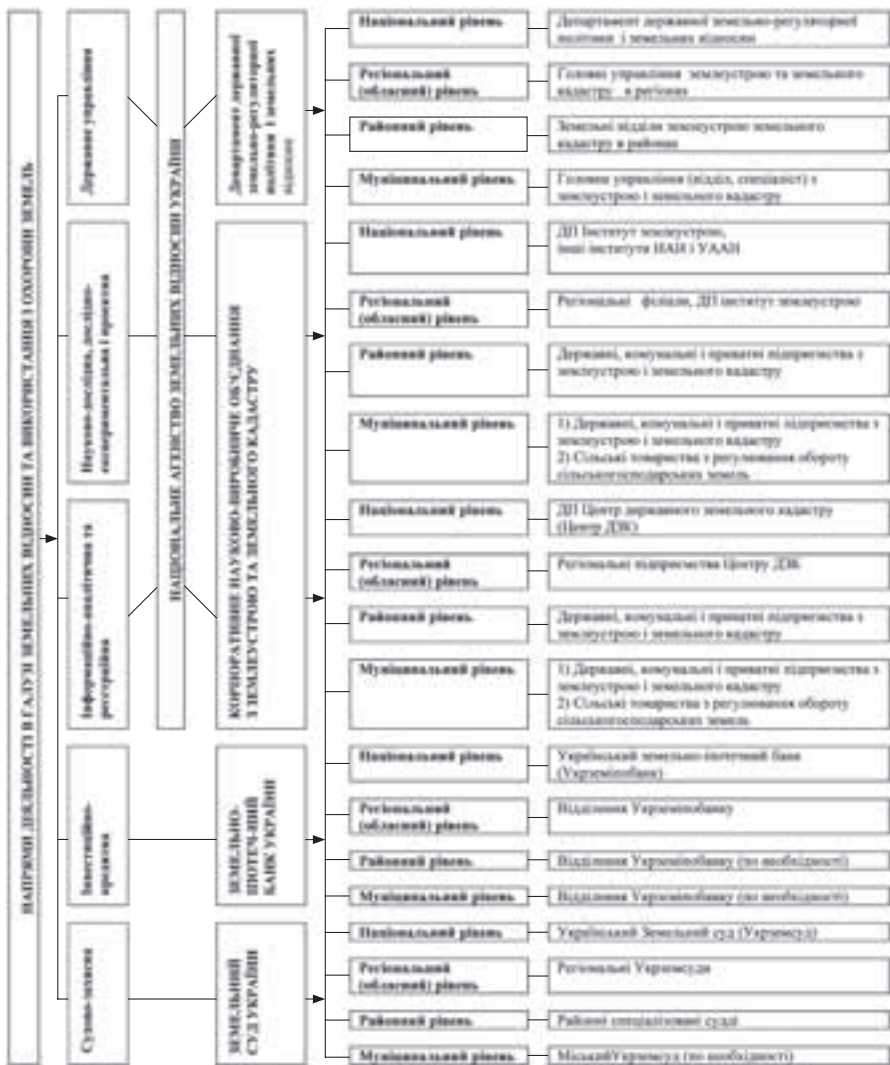 НАПРЯМИ ДІЯЛЬНОСТІ В ГАЛУЗІ ЗЕМЕЛЬНИХ ВІДНОСИН ТА ВИКОРИСТАННЯ І ОХОРОНИ ЗЕМЕЛЬ
Державне управління
Науково-дослідна, дослідно-
експериментальна і проектна
Інформаційно-аналітична та
реєстраційна
Інвестиційно-
кредитна
Судово-захисна
НАЦІОНАЛЬНЕ АГЕНСТВО ЗЕМЕЛЬНИХ ВІДНОСИН УКРАЇНИ
Департамент державної
земельно-регуляторної
політики у земельних
відносин
КОРПОРАТИВНЕ НАУКОВО-ВИРОБНИЧЕ ОБ'ЄДНАННЯ
З ЗЕМЛЕУСТРОЮ ТА ЗЕМЕЛЬНОГО КАДАСТРУ
ЗЕМЕЛЬНО-
ІПОТЕЧ-НИЙ
БАНК УКРАЇНИ
ЗЕМЕЛЬНИЙ
СУД УКРАЇНИ
Національний рівень
Департамент державної земельно-регуляторної
політики і земельних відносин
Регіональний
(обласний) рівень
Головні управління землеустрою та земельного
кадастру в регіонах
Районний рівень
Земельні відділи землеустрою земельного
кадастру в районах
Муніципальний рівень
Головне управління (відділ, спеціаліст) з
землеустрою і земельного кадастру
Національний рівень
ДП Інститут землеустрою,
інші інститути НАН і УААН
Регіональний
(обласний) рівень
Регіональні філіали, ДП інститут землеустрою
Районний рівень
Державні, комунальні і приватні підприємства з
землеустрою і земельного кадастру
Муніципальний рівень
1) Державні, комунальні і приватні підприємства з
землеустрою і земельного кадастру
2) Сільські товариства з регулювання обороту
сільськогосподарських земель
Національний рівень
ДП Центр державного земельного кадастру
(Центр ДЗК)
Регіональний
(обласний) рівень
Регіональні підприємства Центру ДЗК
Районний рівень
Державні, комунальні і приватні підприємства з
землеустрою і земельного кадастру
Муніципальний рівень
1) Державні, комунальні і приватні підприємства з
землеустрою і земельного кадастру
2) Сільські товариства з регулювання обороту
сільськогосподарських земель
Національний рівень
Український земельно-іпотечний банк
(Укрземіпобанк)
Регіональний
(обласний) рівень
Відділення Укрземіпобанку
Районний рівень
Відділення Укрземіпобанку (по необхідності)
Муніципальний рівень
Відділення Укрземіпобанку (по необхідності)
Національний рівень
Український Земельний суд (Укрземсуд)
Регіональний
(обласний) рівень
Регіональні Укрземсуди
Районний рівень
Районні спеціалізовані судді
Муніципальний рівень
МіськийУкрземсуд (по необхідності)